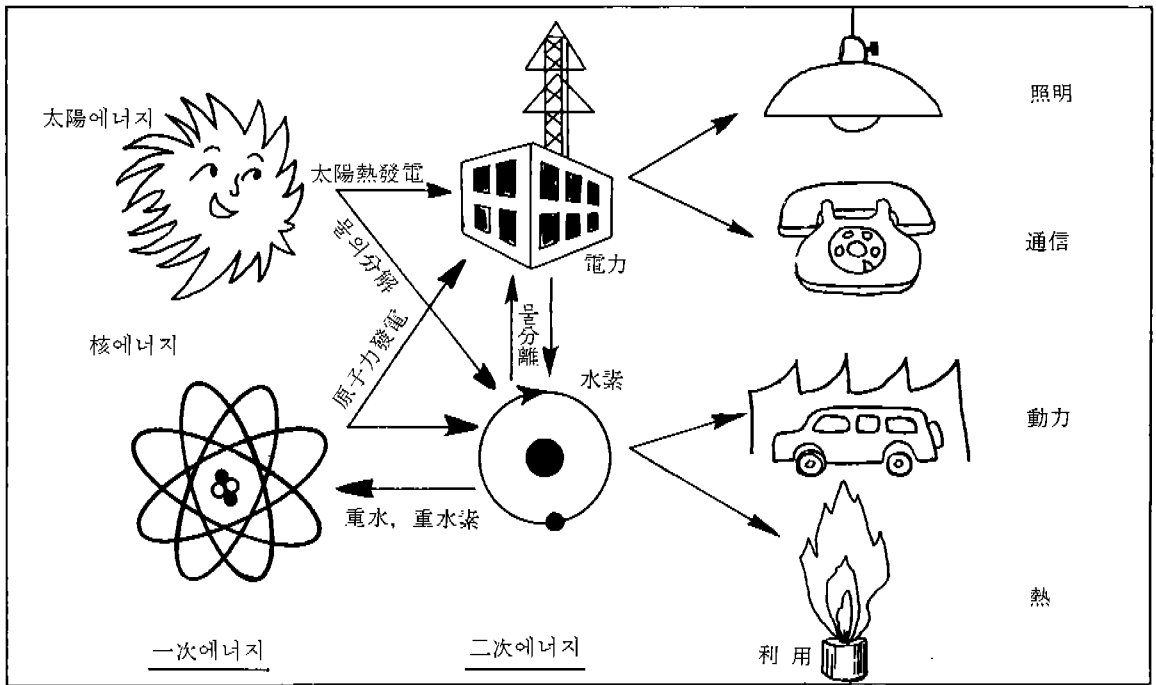 太陽에너지
太陽熱發電
물의分解
原子力發電
核에너지
重水, 重水素
電力
물分離
水素
照明
通信
動力
熱
一次에너지
二次에너지
利用